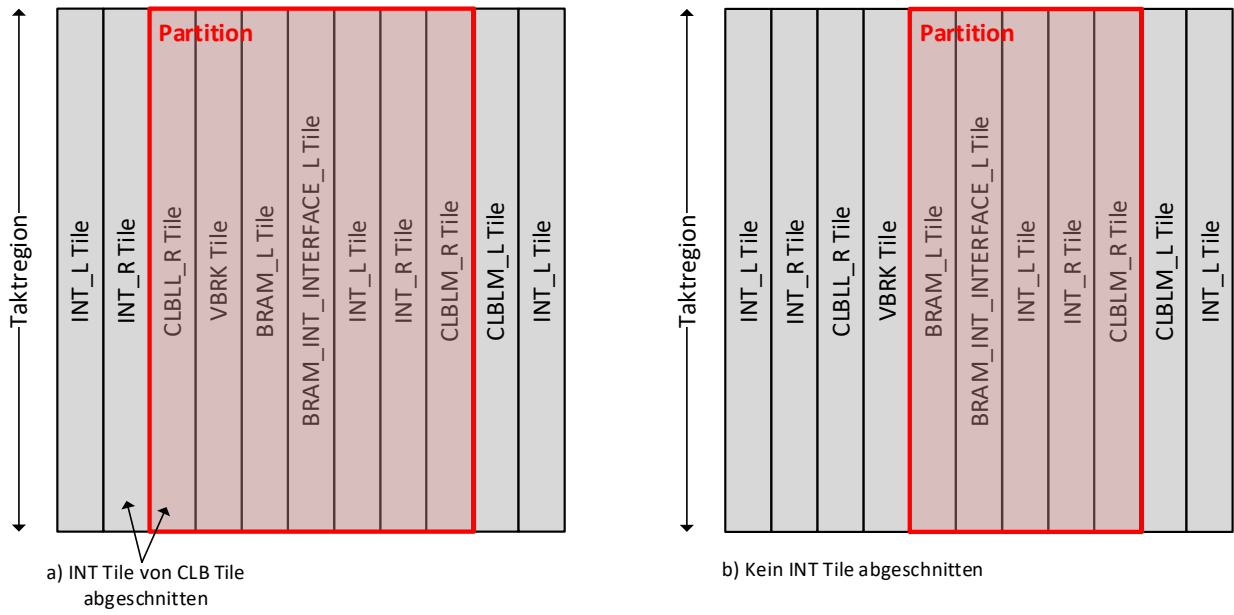 Partition
Taktregion
INT_L Tile
INT_R Tile
CLBLL_R Tile
VBRK Tile
BRAM_L Tile
BRAM_INT_INTERFACE_L Tile
INT_L Tile
INT_R Tile
CLBLM_R Tile
CLBLM_L Tile
INT_L Tile
a) INT Tile von CLB Tile
abgeschnitten
Partition
Taktregion
INT_L Tile
INT_R Tile
CLBLL_R Tile
VBRK Tile
BRAM_L Tile
BRAM_INT_INTERFACE_L Tile
INT_L Tile
INT_R Tile
CLBLM_R Tile
CLBLM_L Tile
INT_L Tile
b) Kein INT Tile abgeschnitten